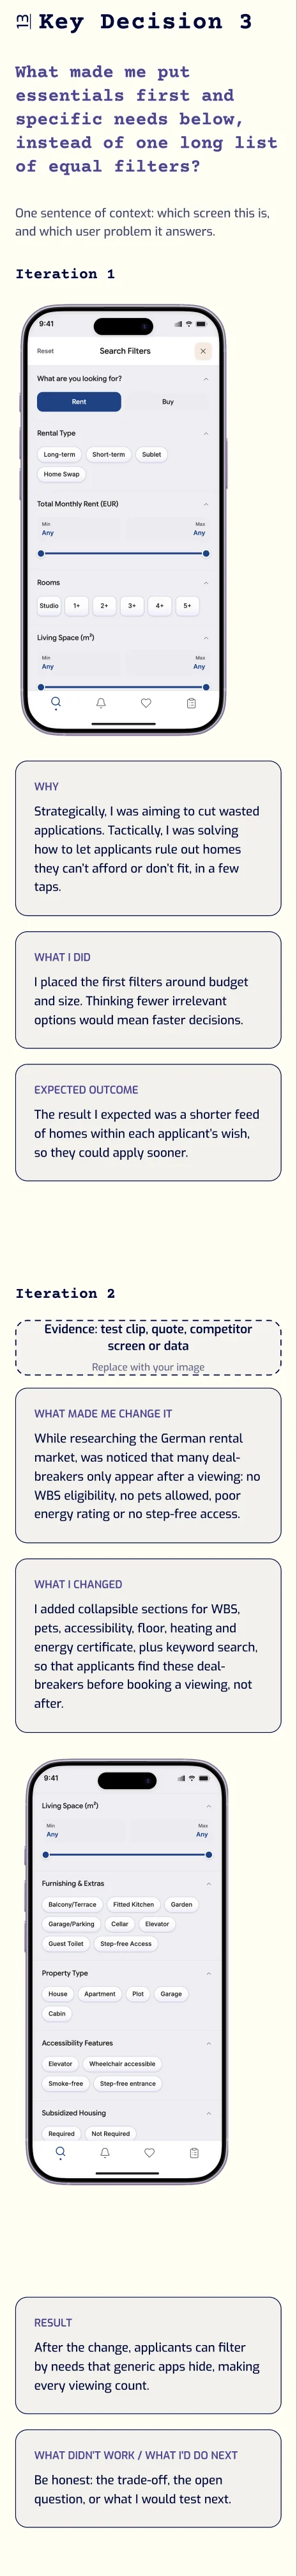 13 Key Decision 3
What made me put
essentials first and
specific needs below,
instead of one long list
of equal filters?
One sentence of context: which screen this is,
and which user problem it answers.
Iteration 1
9:41
Reset Search Filters
What are you looking for?
Rent Buy
Rental Type
Long-term Short-term Sublet
Home Swap
Total Monthly Rent (EUR)
Min Max
Any Any
Rooms
Studio 1+ 2+ 3+ 4+ 5+
Living Space (m²)
Min Max
Any Any
WHY
Strategically, I was aiming to cut wasted
applications. Tactically, I was solving
how to let applicants rule out homes
they can't afford or don't fit, in a few
taps.
WHAT I DID
I placed the first filters around budget
and size. Thinking fewer irrelevant
options would mean faster decisions.
EXPECTED OUTCOME
The result I expected was a shorter feed
of homes within each applicant's wish,
so they could apply sooner.
Iteration 2
Evidence: test clip, quote, competitor
screen or data
Replace with your image
WHAT MADE ME CHANGE IT
While researching the German rental
market, was noticed that many deal-
breakers only appear after a viewing: no
WBS eligibility, no pets allowed, poor
energy rating or no step-free access.
WHAT I CHANGED
I added collapsible sections for WBS,
pets, accessibility, floor, heating and
energy certificate, plus keyword search,
so that applicants find these deal-
breakers before booking a viewing, not
after.
9:41
Living Space (m²)
Min Max
Any Any
Furnishing & Extras
Balcony/Terrace Fitted Kitchen Garden
Garage/Parking Cellar Elevator
Guest Toilet Step-free Access
Property Type
House Apartment Plot Garage
Cabin
Accessibility Features
Elevator Wheelchair accessible
Smoke-free Step-free entrance
Subsidized Housing
Required Not Required
RESULT
After the change, applicants can filter
by needs that generic apps hide, making
every viewing count.
WHAT DIDN'T WORK / WHAT I'D DO NEXT
Be honest: the trade-off, the open
question, or what I would test next.